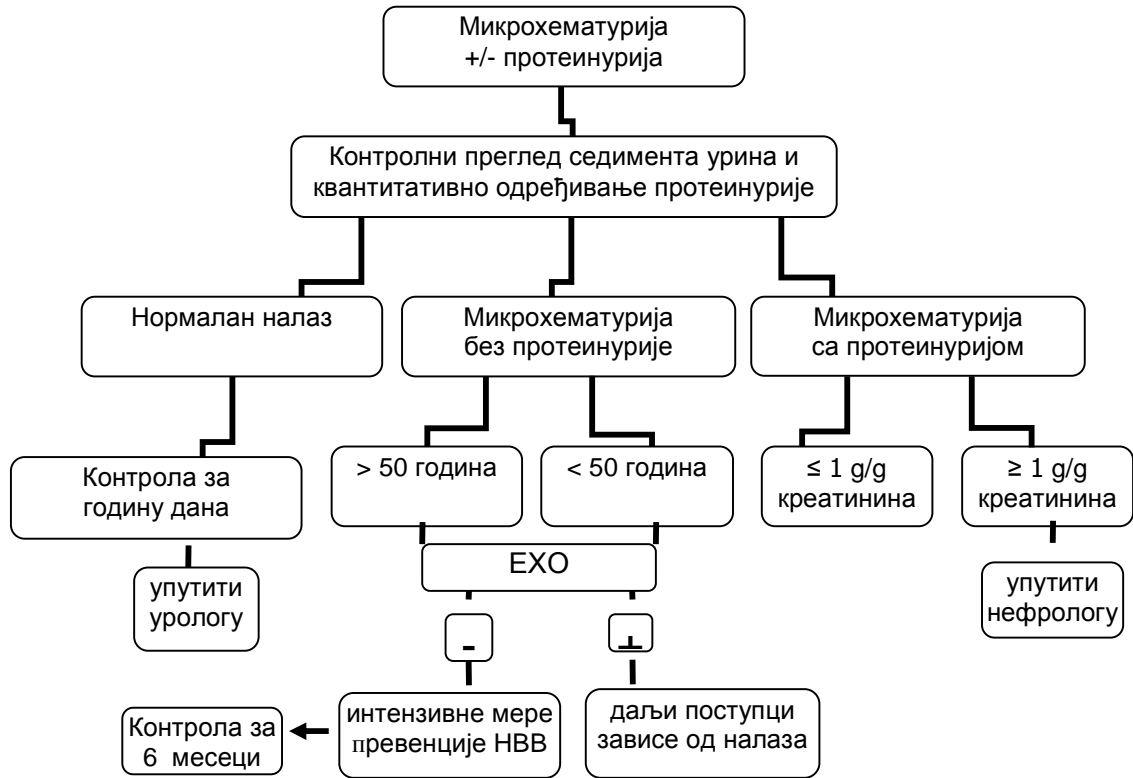 Микрохематурија
+/- протеинурија
Контролни преглед седимента урина и
квантитативно одређивање протеинурије
Нормалан налаз
Микрохематурија
без протеинурије
Микрохематурија
са протеинуријом
Контрола за
годину дана
> 50 година
< 50 година
≤ 1 g/g
креатинина
≥ 1 g/g
креатинина
упутити
урологу
ЕХО
упутити
нефрологу
-
+
Контрола за
6 месеци
интензивне мере
превенције НВВ
даљи поступци
зависе од налаза